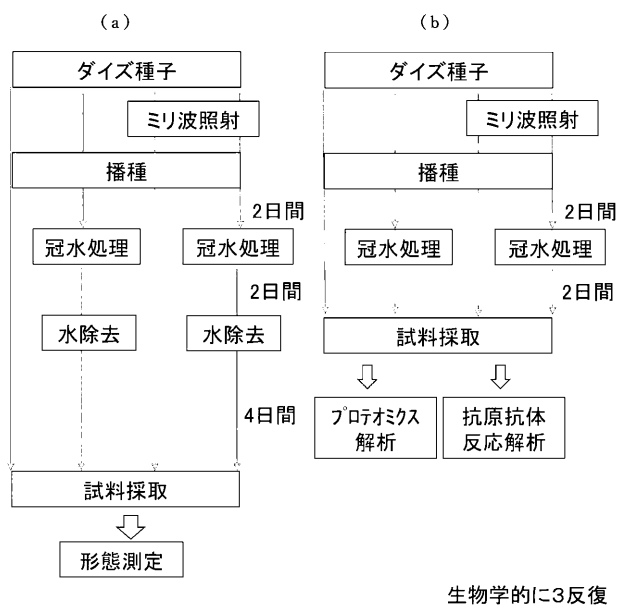 (a)
ダイズ種子
ミリ波照射
播種
2日間
冠水処理
冠水処理
2日間
水除去
水除去
4日間
試料採取
形態測定
(b)
ダイズ種子
ミリ波照射
播種
2日間
冠水処理
冠水処理
2日間
試料採取
プロテオミクス
解析
抗原抗体
反応解析
生物学的に3反復